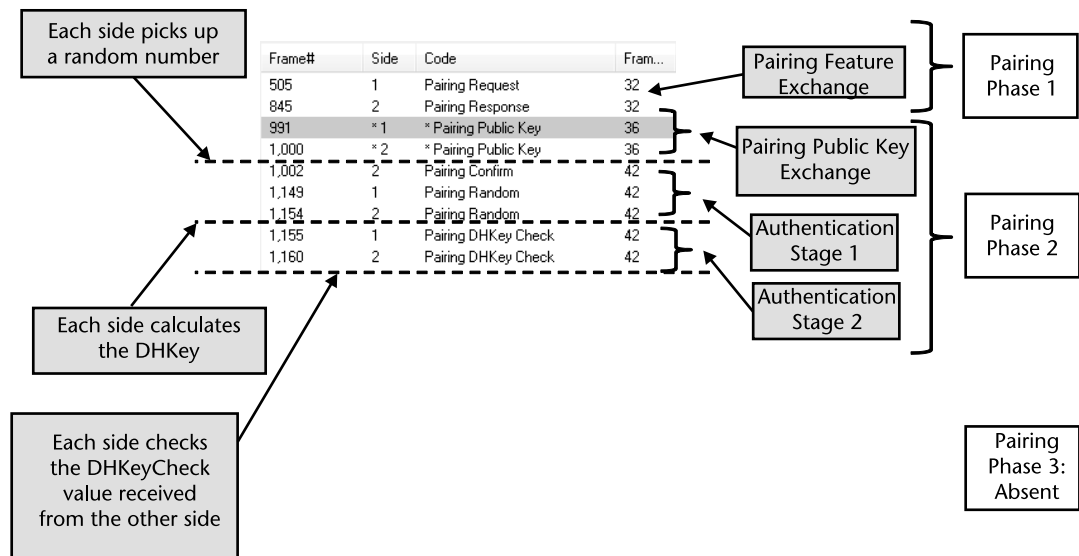 Each side picks up
a random number
Frame# Side Code Fram...
505 1 Pairing Request 32
845 2 Pairing Response 32
991 * 1 * Pairing Public Key 36
1,000 * 2 * Pairing Public Key 36
1,002 2 Pairing Confirm 42
1,149 1 Pairing Random 42
1,154 2 Pairing Random 42
1,155 1 Pairing DHKey Check 42
1,160 2 Pairing DHKey Check 42
Pairing Feature
Exchange
Pairing Public Key
Exchange
Authentication
Stage 1
Authentication
Stage 2
Pairing
Phase 1
Pairing
Phase 2
Pairing
Phase 3:
Absent
Each side calculates
the DHKey
Each side checks
the DHKeyCheck
value received
from the other side